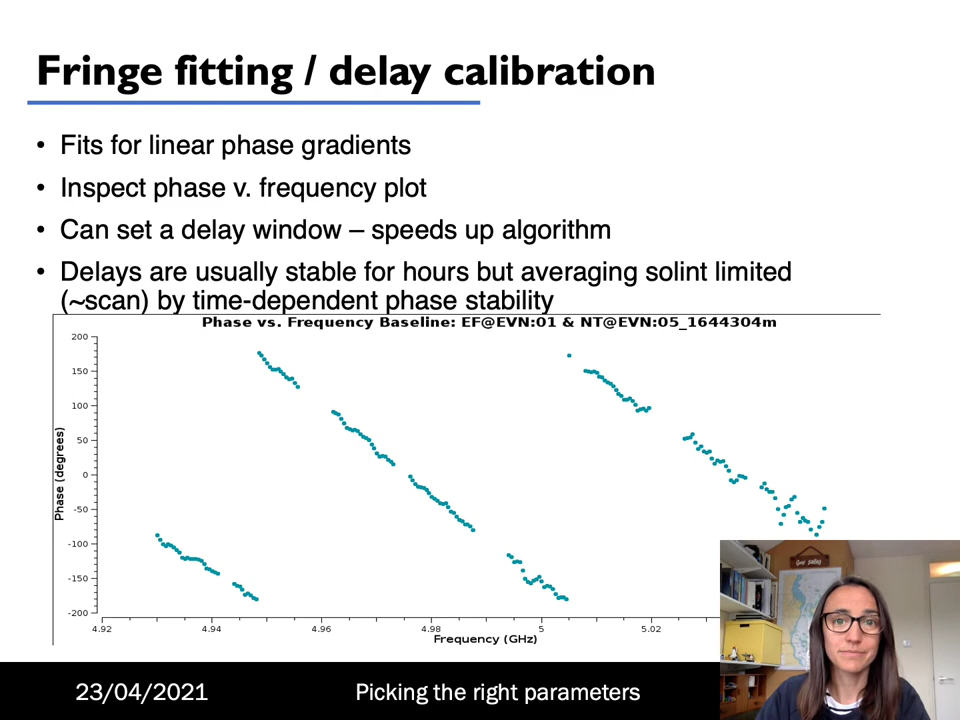 Fringe fitting / delay calibration
• Fits for linear phase gradients
• Inspect phase v. frequency plot
• Can set a delay window – speeds up algorithm
• Delays are usually stable for hours but averaging solint limited
(~scan) by time-dependent phase stability
Phase vs. Frequency Baseline: EF@EVN:01 & NT@EVN:05_1644304m
200
150
100
50
0
-50
-100
-150
-200
Phase (degrees)
4.92 4.94 4.96 4.98 5 5.02
Frequency (GHz)
23/04/2021 Picking the right parameters